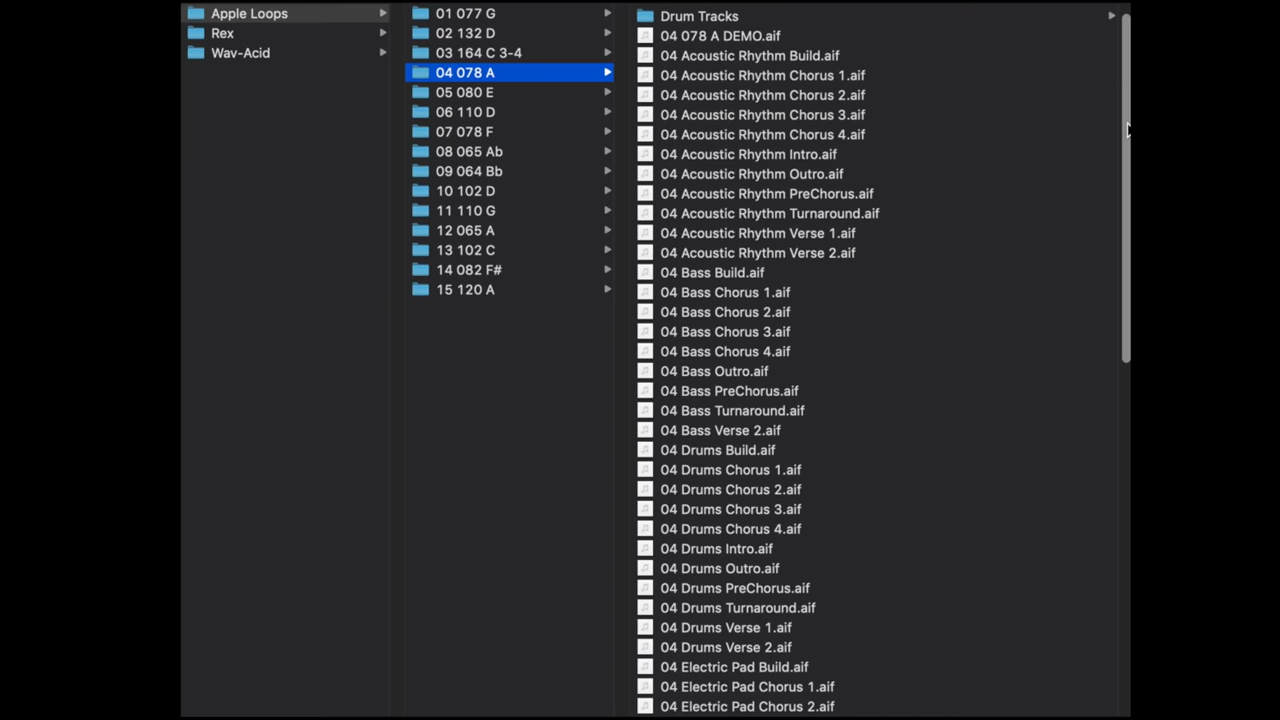 Apple Loops
Rex
Wav-Acid
01 077 G
02 132 D
03 164 C 3-4
04 078 A
05 080 E
06 110 D
07 078 F
08 065 Ab
09 064 Bb
10 102 D
11 110 G
12 065 A
13 102 C
14 082 F#
15 120 A
Drum Tracks
04 078 A DEMO.aif
04 Acoustic Rhythm Build.aif
04 Acoustic Rhythm Chorus 1.aif
04 Acoustic Rhythm Chorus 2.aif
04 Acoustic Rhythm Chorus 3.aif
04 Acoustic Rhythm Chorus 4.aif
04 Acoustic Rhythm Intro.aif
04 Acoustic Rhythm Outro.aif
04 Acoustic Rhythm PreChorus.aif
04 Acoustic Rhythm Turnaround.aif
04 Acoustic Rhythm Verse 1.aif
04 Acoustic Rhythm Verse 2.aif
04 Bass Build.aif
04 Bass Chorus 1.aif
04 Bass Chorus 2.aif
04 Bass Chorus 3.aif
04 Bass Chorus 4.aif
04 Bass Outro.aif
04 Bass PreChorus.aif
04 Bass Turnaround.aif
04 Bass Verse 2.aif
04 Drums Build.aif
04 Drums Chorus 1.aif
04 Drums Chorus 2.aif
04 Drums Chorus 3.aif
04 Drums Chorus 4.aif
04 Drums Intro.aif
04 Drums Outro.aif
04 Drums PreChorus.aif
04 Drums Turnaround.aif
04 Drums Verse 1.aif
04 Drums Verse 2.aif
04 Electric Pad Build.aif
04 Electric Pad Chorus 1.aif
04 Electric Pad Chorus 2.aif